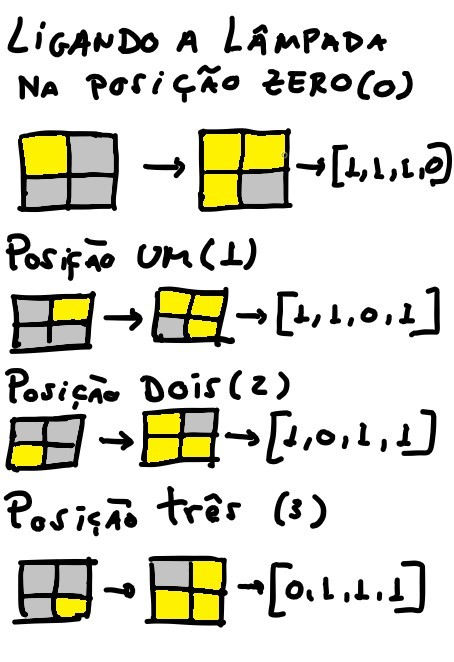 LIGANDO A LÂMPADA
NA POSIÇÃO ZERO(0)
→ → [1,1,1,0]
POSIÇÃO UM(1)
→ → [1,1,0,1]
POSIÇÃO DOIS(2)
→ → [1,0,1,1]
POSIÇÃO três (3)
→ → [0,1,1,1]